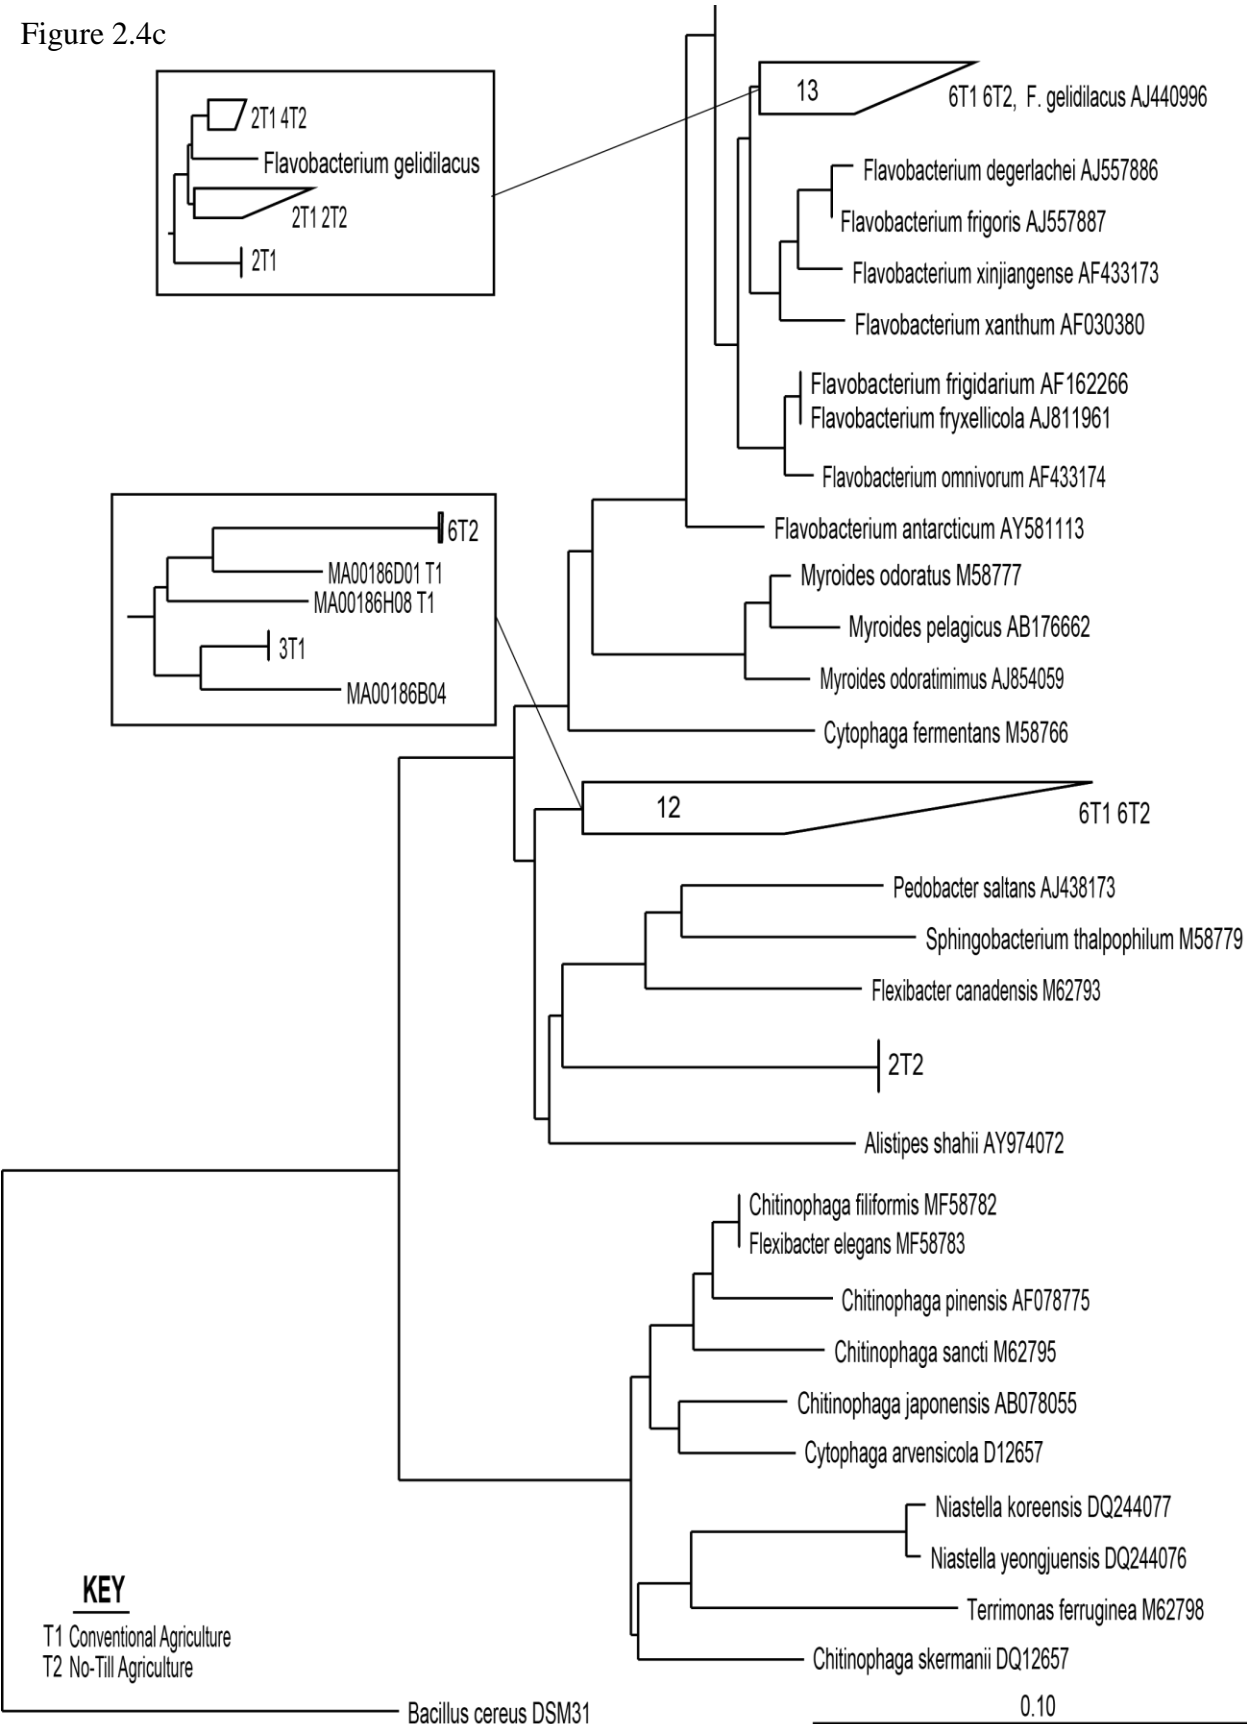 Figure 2.4c
13
6T1 6T2, F. gelidilacus AJ440996
2T1 4T2
Flavobacterium gelidilacus
2T1 2T2
2T1
Flavobacterium degerlachei AJ557886
Flavobacterium frigoris AJ557887
Flavobacterium xinjiangense AF433173
Flavobacterium xanthum AF030380
Flavobacterium frigidarium AF162266
Flavobacterium fryxellicola AJ811961
Flavobacterium omnivorum AF433174
Flavobacterium antarcticum AY581113
6T2
MA00186D01 T1
MA00186H08 T1
3T1
MA00186B04
Myroides odoratus M58777
Myroides pelagicus AB176662
Myroides odoratimimus AJ854059
Cytophaga fermentans M58766
12
6T1 6T2
Pedobacter saltans AJ438173
Sphingobacterium thalpophilum M58779
Flexibacter canadensis M62793
2T2
Alistipes shahii AY974072
Chitinophaga filiformis MF58782
Flexibacter elegans MF58783
Chitinophaga pinensis AF078775
Chitinophaga sancti M62795
Chitinophaga japonensis AB078055
Cytophaga arvensicola D12657
Niastella koreensis DQ244077
Niastella yeongjuensis DQ244076
Terrimonas ferruginea M62798
Chitinophaga skermanii DQ12657
KEY
T1 Conventional Agriculture
T2 No-Till Agriculture
Bacillus cereus DSM31
0.10